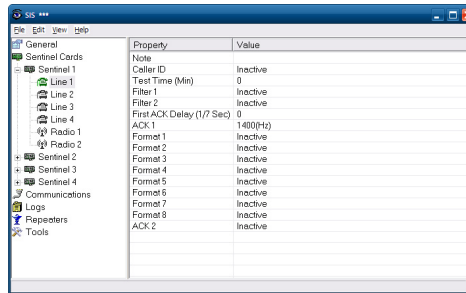 SIS ***
File Edit View Help
General
Sentinel Cards
Sentinel 1
Line 1
Line 2
Line 3
Line 4
Radio 1
Radio 2
Sentinel 2
Sentinel 3
Sentinel 4
Communications
Logs
Repeaters
Tools
Property Value
Note
Caller ID Inactive
Test Time (Min) 0
Filter 1 Inactive
Filter 2 Inactive
First ACK Delay (1/7 Sec) 0
ACK 1 1400(Hz)
Format 1 Inactive
Format 2 Inactive
Format 3 Inactive
Format 4 Inactive
Format 5 Inactive
Format 6 Inactive
Format 7 Inactive
Format 8 Inactive
ACK 2 Inactive